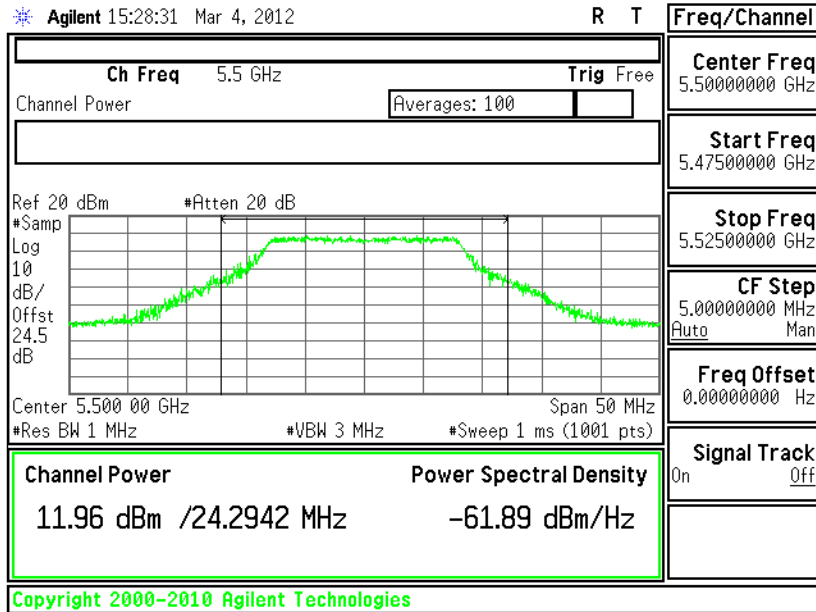 Agilent 15:28:31 Mar 4, 2012 R T
Freq/Channel
Ch Freq 5.5 GHz Trig Free
Channel Power Averages: 100
Ref 20 dBm #Atten 20 dB
#Samp
Log
10
dB/
Offst
24.5
dB
Center 5.500 00 GHz Span 50 MHz
#Res BW 1 MHz #VBW 3 MHz #Sweep 1 ms (1001 pts)
Channel Power Power Spectral Density
11.96 dBm /24.2942 MHz -61.89 dBm/Hz
Center Freq
5.50000000 GHz
Start Freq
5.47500000 GHz
Stop Freq
5.52500000 GHz
CF Step
5.00000000 MHz
Auto Man
Freq Offset
0.00000000 Hz
Signal Track
On Off
Copyright 2000-2010 Agilent Technologies